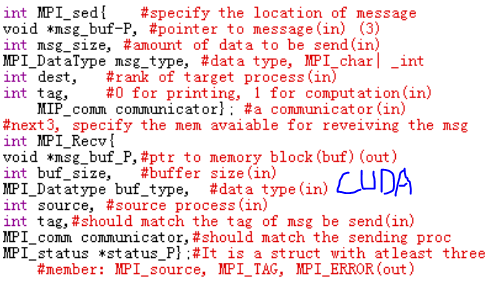 int MPI_sed{    #specify the location of message
void *msg_buf-P, #pointer to message(in) (3)
int msg_size, #amount of data to be send(in)
MPI_DataType msg_type, #data type, MPI_char| _int
int dest,    #rank of target process(in)
int tag,    #0 for printing, 1 for computation(in)
    MIP_comm communicator}; #a communicator(in)
#next3, specify the mem avaiable for reveiving the msg
int MPI_Recv{
void *msg_buf_P,#ptr to memory block(buf)(out)
int buf_size,    #buffer size(in)
MPI_Datatype buf_type,   #data type(in) CUDA
int source, #source process(in)
int tag,#should match the tag of msg be send(in)
MPI_comm communicator,#should match the sending proc
MPI_status *status_P};#It is a struct with atleast three
    #member: MPI_source, MPI_TAG, MPI_ERROR(out)